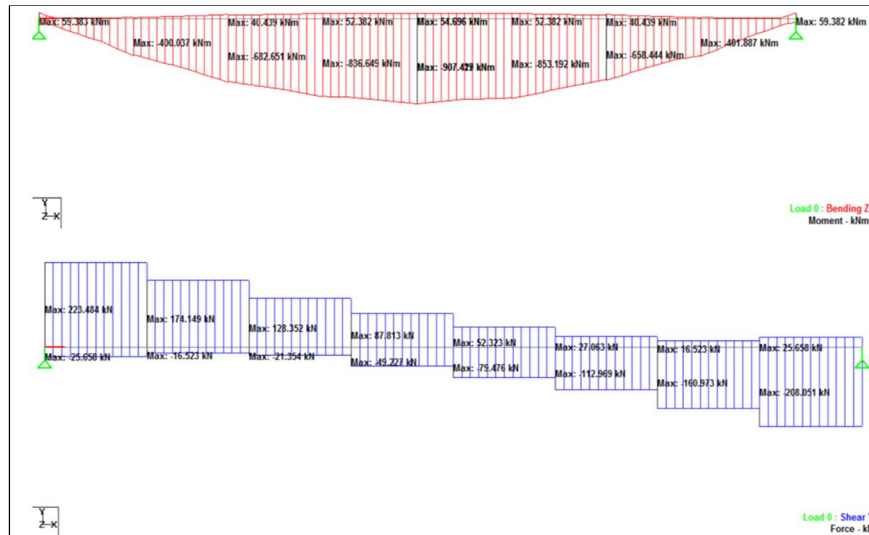 Max: 59.383 kNm
Max: 40.439 kNm
Max: 52.382 kNm
Max: 54.696 kNm
Max: 52.382 kNm
Max: 40.439 kNm
Max: 59.382 kNm
Max: -400.037 kNm
Max: -682.651 kNm
Max: -836.649 kNm
Max: kNm
Max: -853.192 kNm
Max: -658.444 kNm
Max: -401.887 kNm
Y
Z X
Load 0 : Bending Z
Moment - kNm
Max: 223.484 kN
Max: 174.149 kN
Max: 128.352 kN
Max: 87.813 kN
Max: 52.323 kN
Max: 27.063 kN
Max: 16.523 kN
Max: 25.658 kN
Max: -25.658 kN
Max: -16.523 kN
Max: -21.354 kN
Max: -49.227 kN
Max: -79.476 kN
Max: -112.969 kN
Max: -160.973 kN
Max: -208.051 kN
Y
Z X
Load 0 : Shear
Force -